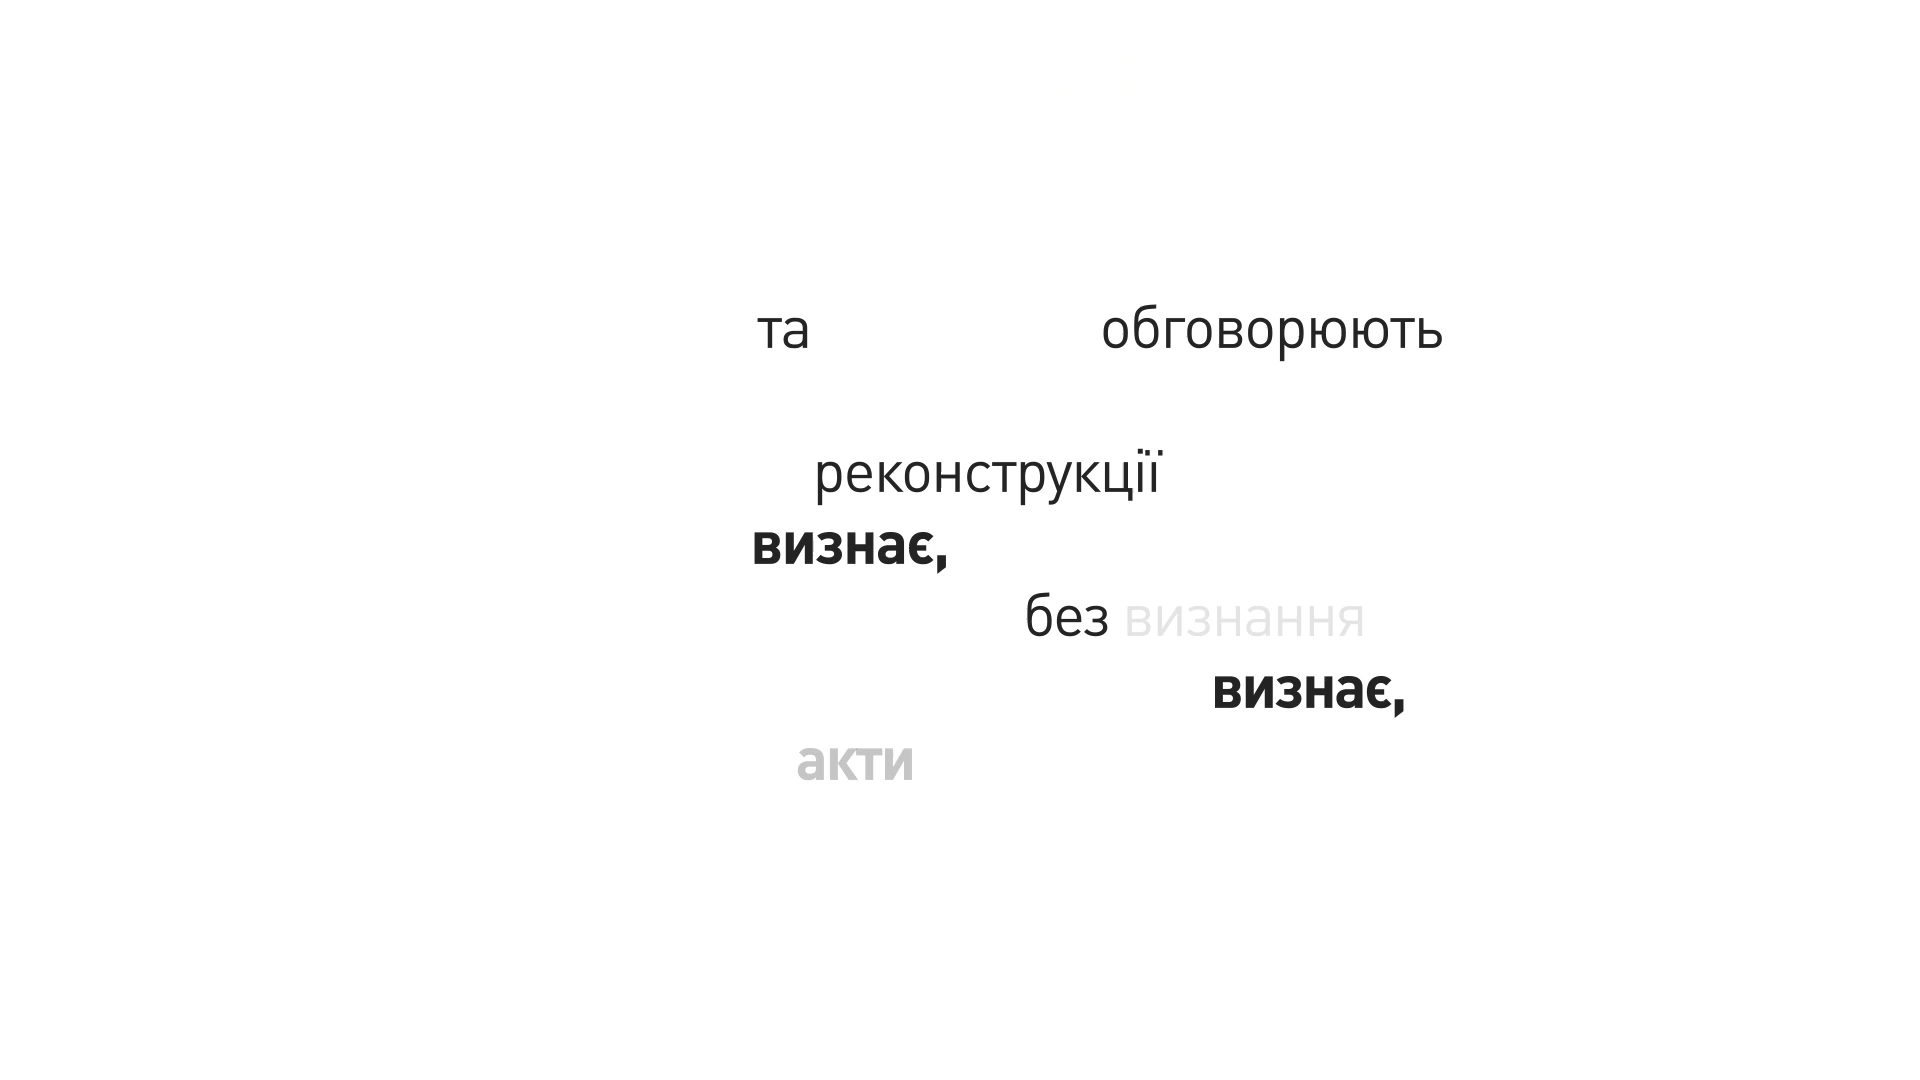 та обговорюють
реконструкції
визнає,
без визнання
визнає,
акти